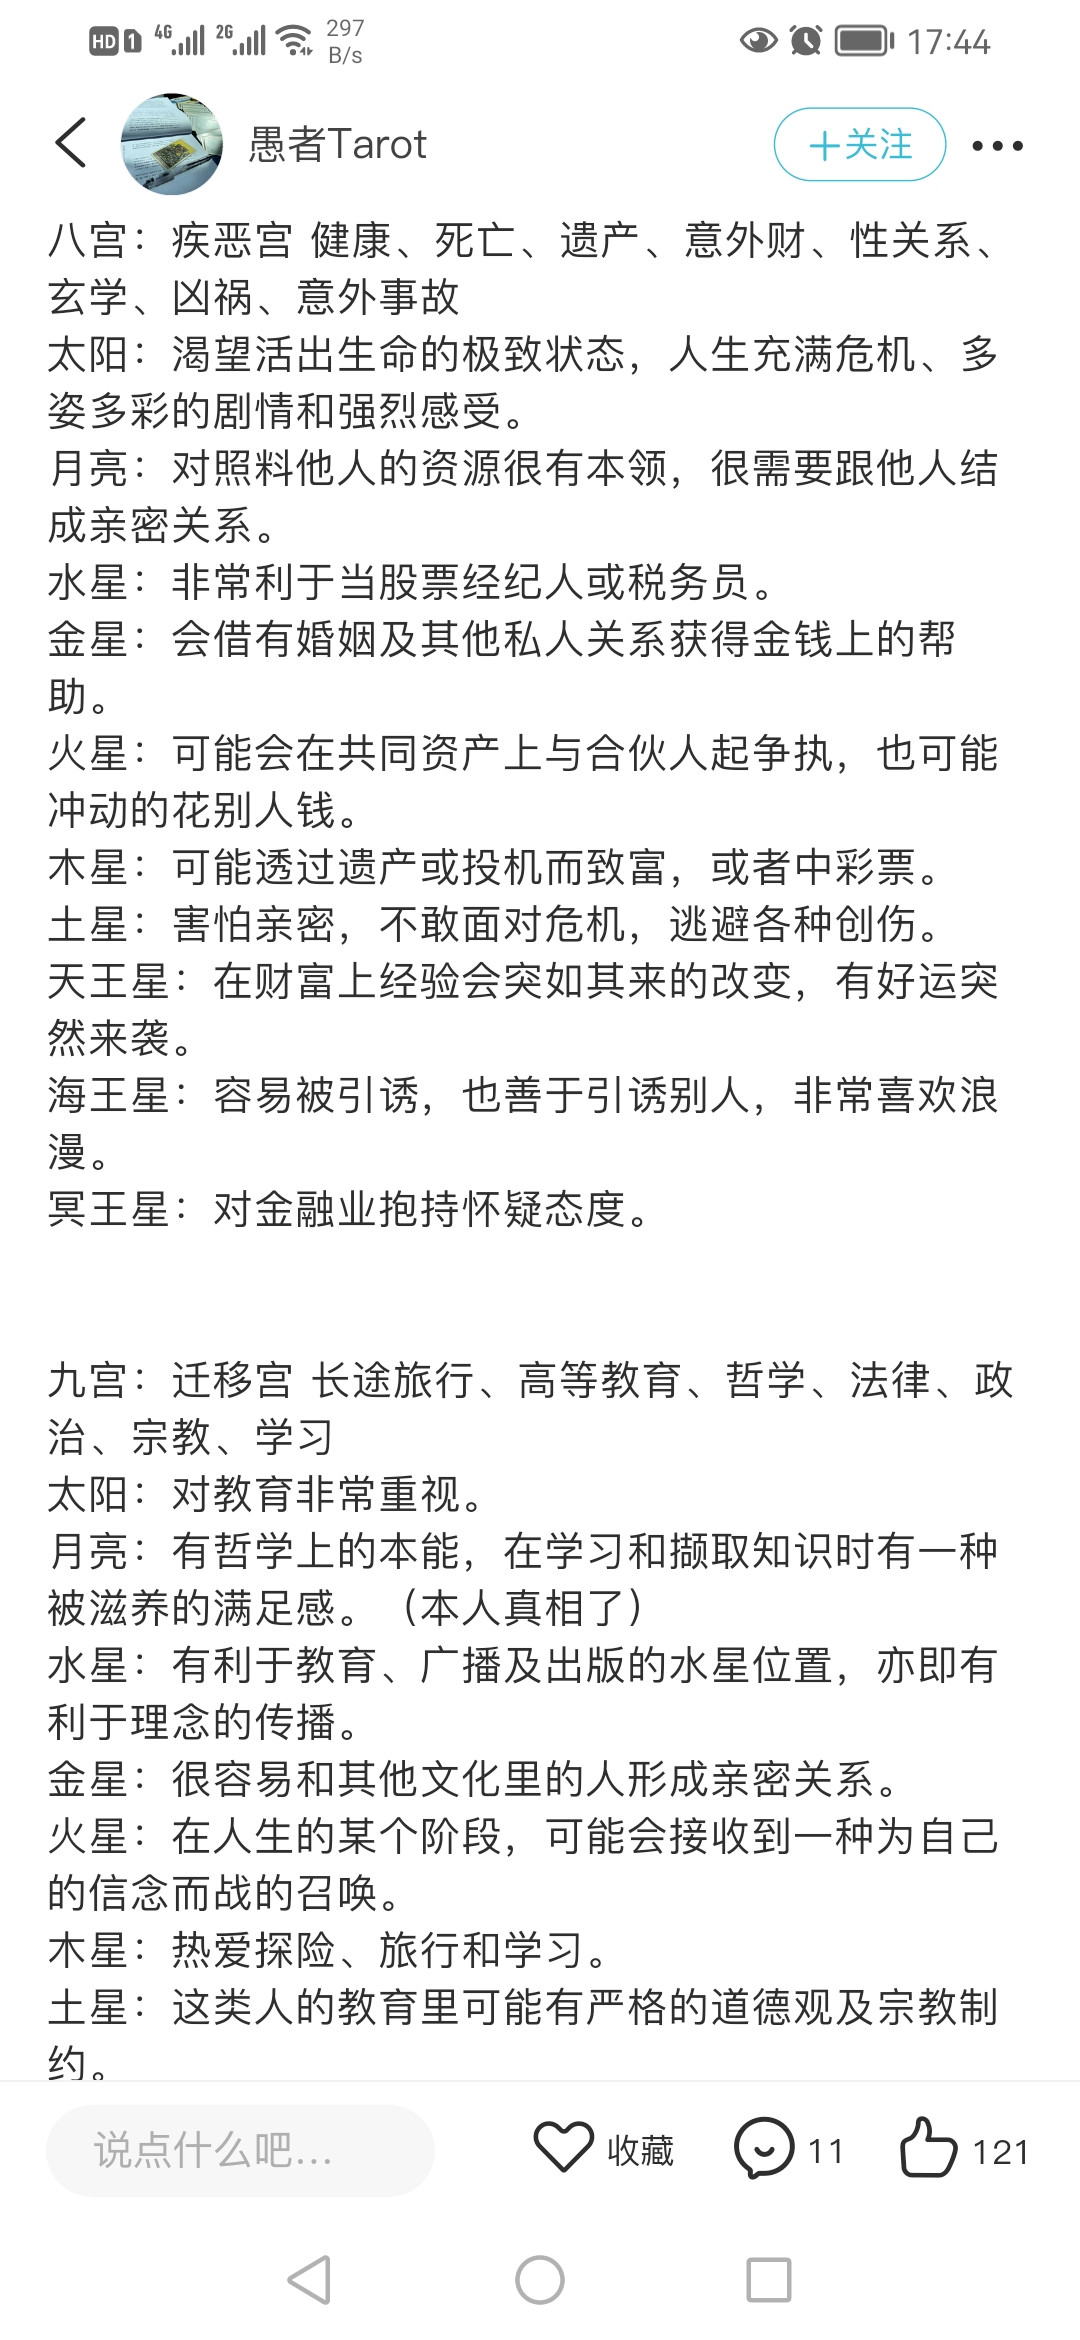 HD 1 4G 2G 297 B/s 17:44
愚者Tarot
+关注
八宫：疾恶宫 健康、死亡、遗产、意外财、性关系、
玄学、凶祸、意外事故
太阳：渴望活出生命的极致状态，人生充满危机、多
姿多彩的剧情和强烈感受。
月亮：对照料他人的资源很有本领，很需要跟他人结
成亲密关系。
水星：非常利于当股票经纪人或税务员。
金星：会借有婚姻及其他私人关系获得金钱上的帮
助。
火星：可能会在共同资产上与合伙人起争执，也可能
冲动的花别人钱。
木星：可能透过遗产或投机而致富，或者中彩票。
土星：害怕亲密，不敢面对危机，逃避各种创伤。
天王星：在财富上经验会突如其来的改变，有好运突
然来袭。
海王星：容易被引诱，也善于引诱别人，非常喜欢浪
漫。
冥王星：对金融业抱持怀疑态度。
九宫：迁移宫 长途旅行、高等教育、哲学、法律、政
治、宗教、学习
太阳：对教育非常重视。
月亮：有哲学上的本能，在学习和撷取知识时有一种
被滋养的满足感。（本人真相了）
水星：有利于教育、广播及出版的水星位置，亦即有
利于理念的传播。
金星：很容易和其他文化里的人形成亲密关系。
火星：在人生的某个阶段，可能会接收到一种为自己
的信念而战的召唤。
木星：热爱探险、旅行和学习。
土星：这类人的教育里可能有严格的道德观及宗教制
约。
说点什么吧... 收藏 11 121